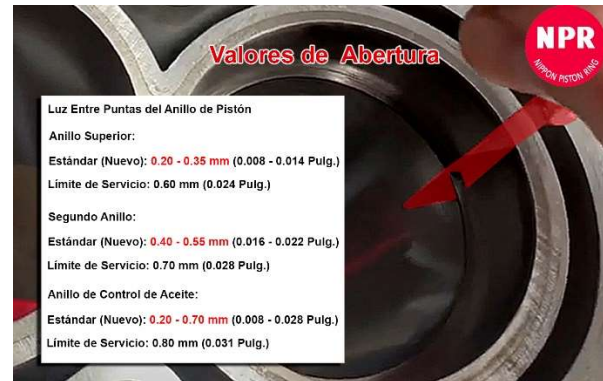 Valores de Abertura
NPR
NIPPON PISTON RING
Luz Entre Puntas del Anillo de Pistón
Anillo Superior:
Estándar (Nuevo): 0.20 - 0.35 mm (0.008 - 0.014 Pulg.)
Límite de Servicio: 0.60 mm (0.024 Pulg.)
Segundo Anillo:
Estándar (Nuevo): 0.40 - 0.55 mm (0.016 - 0.022 Pulg.)
Límite de Servicio: 0.70 mm (0.028 Pulg.)
Anillo de Control de Aceite:
Estándar (Nuevo): 0.20 - 0.70 mm (0.008 - 0.028 Pulg.)
Límite de Servicio: 0.80 mm (0.031 Pulg.)